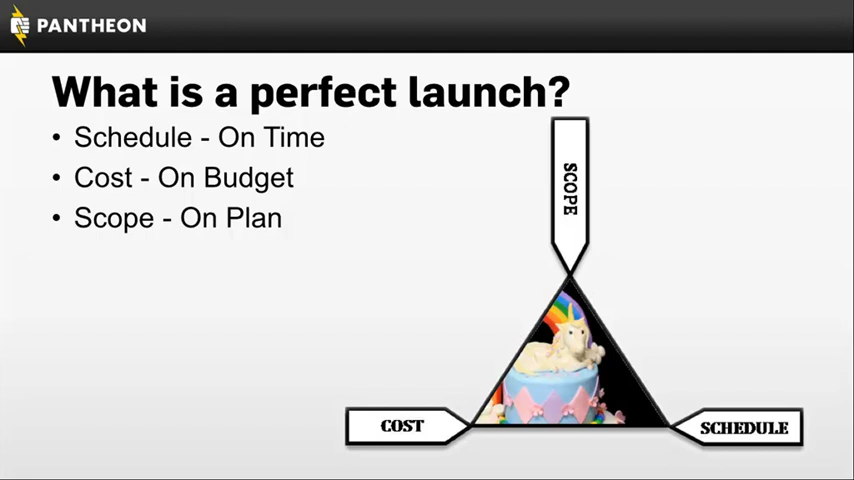 PANTHEON
What is a perfect launch?
• Schedule - On Time
• Cost - On Budget
• Scope - On Plan
SCOPE
COST
SCHEDULE